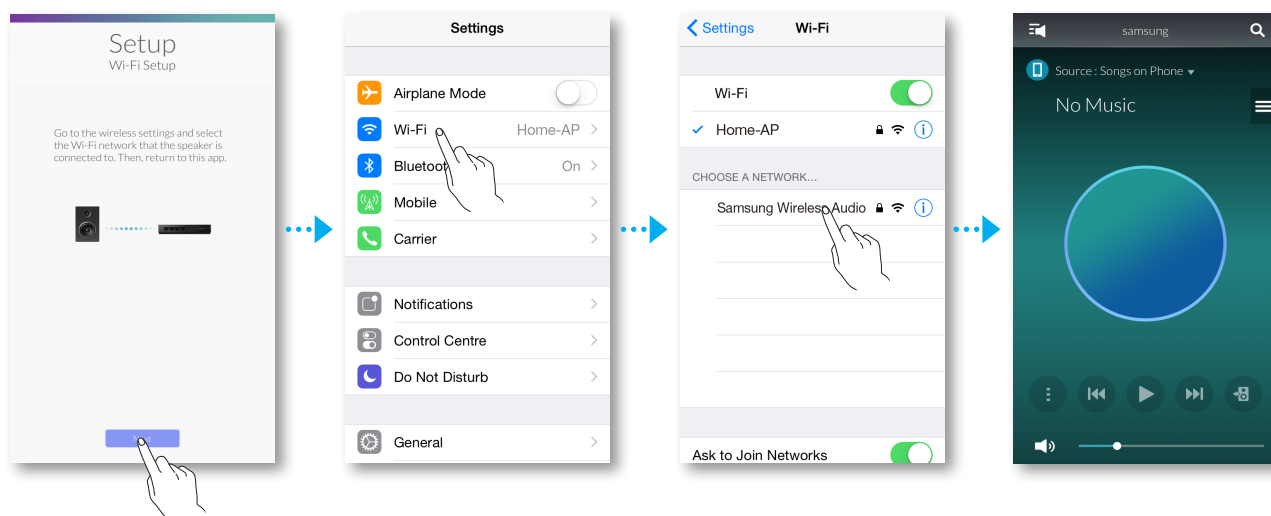 Setup
Wi-Fi Setup
Go to the wireless settings and select
the Wi-Fi network that the speaker is
connected to. Then, return to this app.
Settings
Airplane Mode
Wi-Fi Home-AP
On
Mobile
Carrier
Notifications
Control Centre
Do Not Disturb
General
Settings Wi-Fi
Wi-Fi
Home-AP
CHOOSE A NETWORK...
Samsung Wireless Audio
Ask to Join Networks
samsung
Source : Songs on Phone
No Music